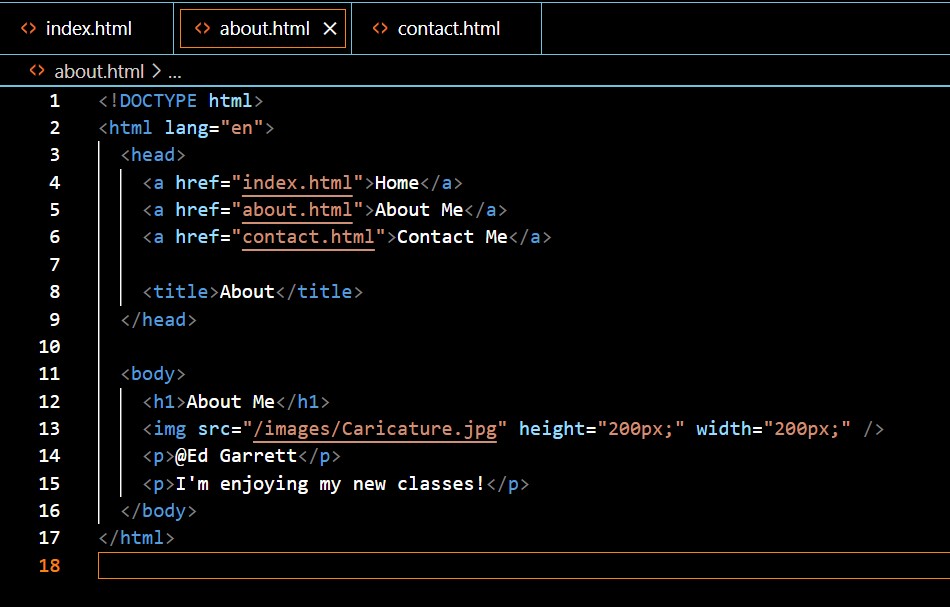 <> index.html <> about.html × <> contact.html
<> about.html > ...
1 <!DOCTYPE html>
2 <html lang="en">
3 <head>
4 <a href="index.html">Home</a>
5 <a href="about.html">About Me</a>
6 <a href="contact.html">Contact Me</a>
7
8 <title>About</title>
9 </head>
10
11 <body>
12 <h1>About Me</h1>
13 <img src="/images/Caricature.jpg" height="200px;" width="200px;" />
14 <p>@Ed Garrett</p>
15 <p>I'm enjoying my new classes!</p>
16 </body>
17 </html>
18